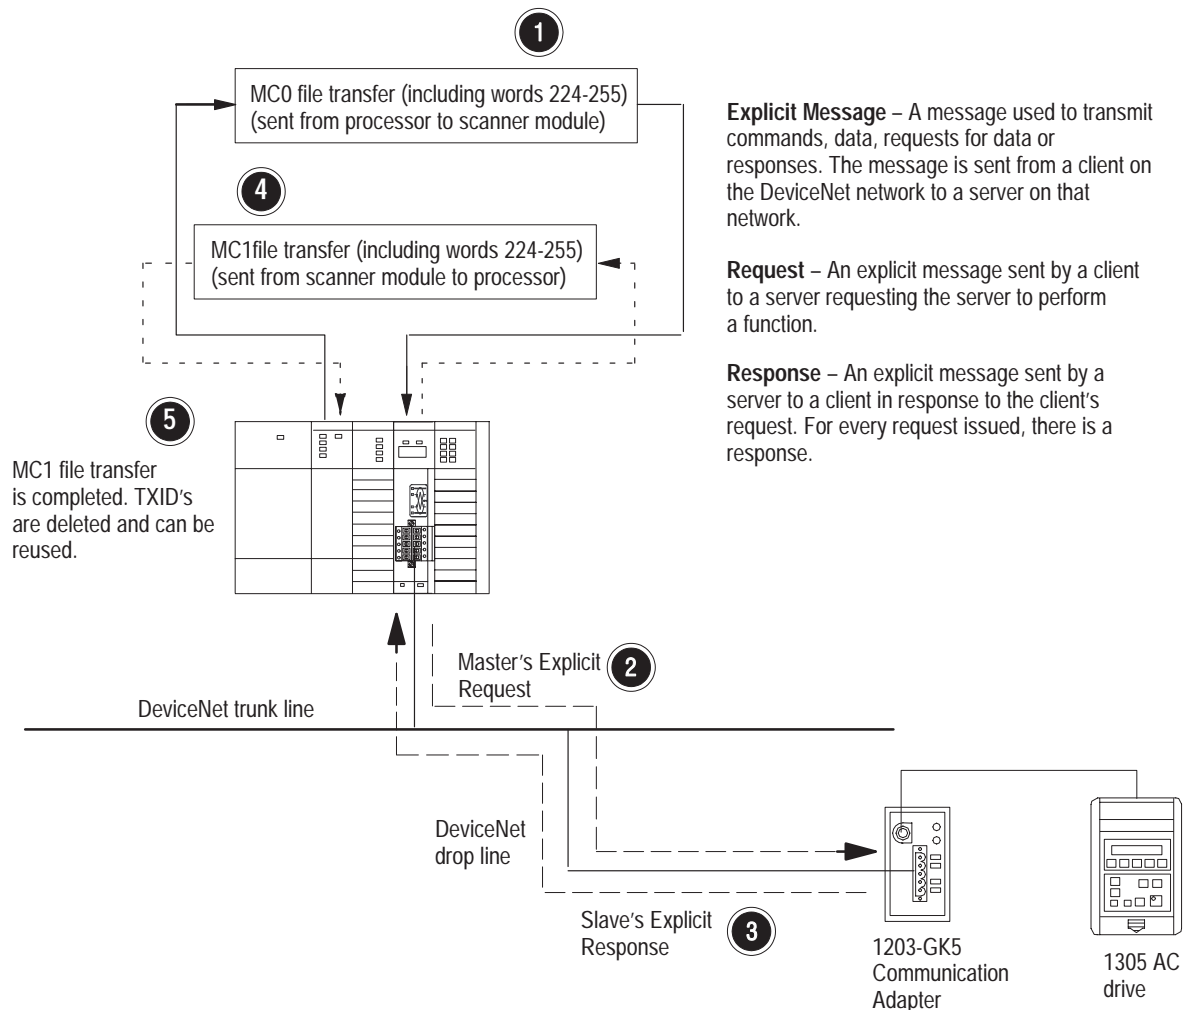 1
MC0 file transfer (including words 224-255)
(sent from processor to scanner module)
4
MC1file transfer (including words 224-255)
(sent from scanner module to processor)
Explicit Message – A message used to transmit
commands, data, requests for data or
responses. The message is sent from a client on
the DeviceNet network to a server on that
network.
Request – An explicit message sent by a client
to a server requesting the server to perform
a function.
Response – An explicit message sent by a
server to a client in response to the client's
request. For every request issued, there is a
response.
5
MC1 file transfer
is completed. TXID's
are deleted and can be
reused.
Master's Explicit
Request
2
DeviceNet trunk line
DeviceNet
drop line
Slave's Explicit
Response
3
1203-GK5
Communication
Adapter
1305 AC
drive